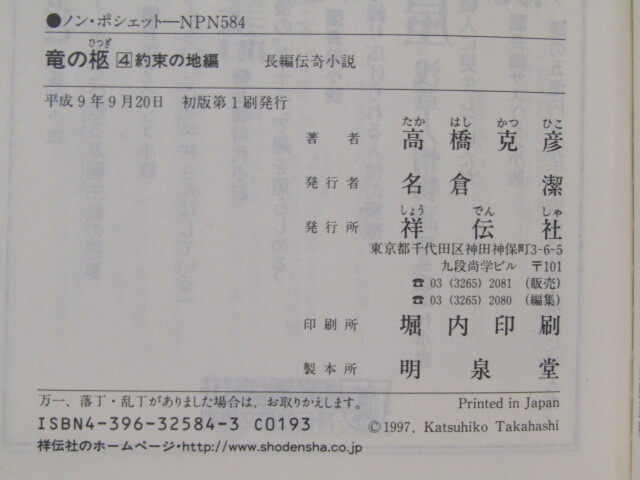 ●ノン・ポシェット―NPN584
ひつぎ
竜の柩 4 約束の地編 長編伝奇小説
平成9年9月20日 初版第1刷発行
たか はし かつ ひこ
著者 高橋克彦
発行者 名倉潔
しょう でん しゃ
発行所 祥伝社
東京都千代田区神田神保町3-6-5
九段尚学ビル 〒101
☎ 03 (3265) 2081 (販売)
☎ 03 (3265) 2080 (編集)
印刷所 堀内印刷
製本所 明泉堂
万一、落丁・乱丁がありました場合は、お取りかえします。 Printed in Japan
ISBN4-396-32584-3 C0193 ©1997, Katsuhiko Takahashi
祥伝社のホームページ・http://www.shodensha.co.jp